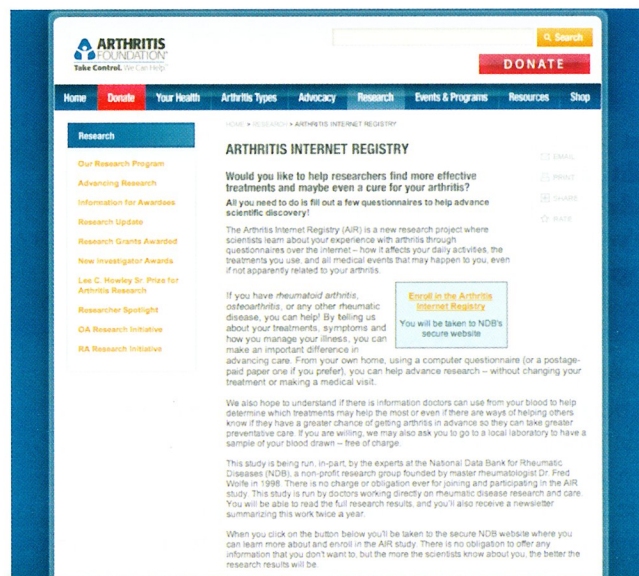 ARTHRITIS
FOUNDATION®
Take Control. We Can Help™
Search
DONATE
Home Donate Your Health Arthritis Types Advocacy Research Events & Programs Resources Shop
Research
Our Research Program
Advancing Research
Information for Awardees
Research Update
Research Grants Awarded
New Investigator Awards
Lee C. Howley Sr. Prize for
Arthritis Research
Researcher Spotlight
OA Research Initiative
RA Research Initiative
HOME > RESEARCH > ARTHRITIS INTERNET REGISTRY
ARTHRITIS INTERNET REGISTRY
EMAIL
PRINT
SHARE
RATE
Would you like to help researchers find more effective
treatments and maybe even a cure for your arthritis?
All you need to do is fill out a few questionnaires to help advance
scientific discovery!
The Arthritis Internet Registry (AIR) is a new research project where
scientists learn about your experience with arthritis through
questionnaires over the internet – how it affects your daily activities, the
treatments you use, and all medical events that may happen to you, even
if not apparently related to your arthritis.
If you have rheumatoid arthritis,
osteoarthritis, or any other rheumatic
disease, you can help! By telling us
about your treatments, symptoms and
how you manage your illness, you can
make an important difference in
advancing care. From your own home, using a computer questionnaire (or a postage-
paid paper one if you prefer), you can help advance research – without changing your
treatment or making a medical visit.
Enroll in the Arthritis
Internet Registry
You will be taken to NDB's
secure website
We also hope to understand if there is information doctors can use from your blood to help
determine which treatments may help the most or even if there are ways of helping others
know if they have a greater chance of getting arthritis in advance so they can take greater
preventative care. If you are willing, we may also ask you to go to a local laboratory to have a
sample of your blood drawn – free of charge.
This study is being run, in-part, by the experts at the National Data Bank for Rheumatic
Diseases (NDB), a non-profit research group founded by master rheumatologist Dr. Fred
Wolfe in 1998. There is no charge or obligation ever for joining and participating in the AIR
study. This study is run by doctors working directly on rheumatic disease research and care.
You will be able to read the full research results, and you'll also receive a newsletter
summarizing this work twice a year.
When you click on the button below you'll be taken to the secure NDB website where you
can learn more about and enroll in the AIR study. There is no obligation to offer any
information that you don't want to, but the more the scientists know about you, the better the
research results will be.